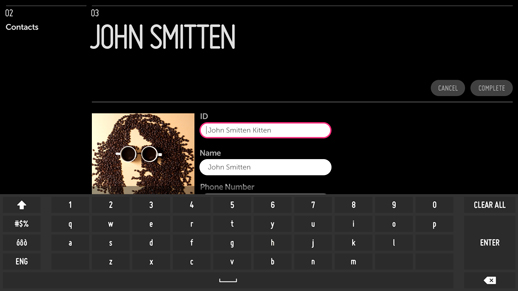 02
03
Contacts
JOHN SMITTEN
CANCEL
COMPLETE
ID
John Smitten Kitten
Name
John Smitten
Phone Number
1 2 3 4 5 6 7 8 9 0 CLEAR ALL
#$% q w e r t y u i o p
óôò a s d f g h j k l ENTER
ENG z x c v b n m